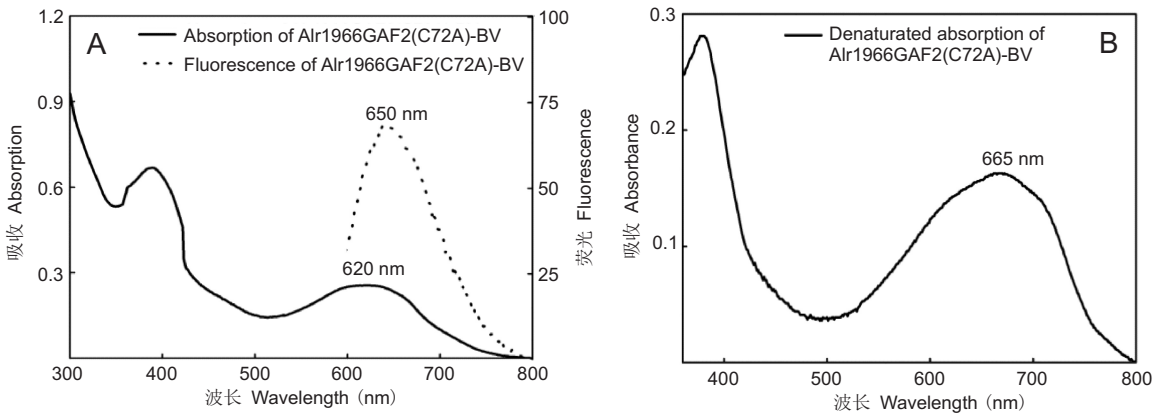 A
Absorption of Alr1966GAF2(C72A)-BV
Fluorescence of Alr1966GAF2(C72A)-BV
650 nm
620 nm
1.2
0.9
0.6
0.3
100
75
50
25
300
400
500
600
700
800
吸收 Absorption
荧光 Fluorescence
波长 Wavelength (nm)
B
Denaturated absorption of
Alr1966GAF2(C72A)-BV
665 nm
0.3
0.2
0.1
400
500
600
700
800
吸收 Absorbance
波长 Wavelength (nm)